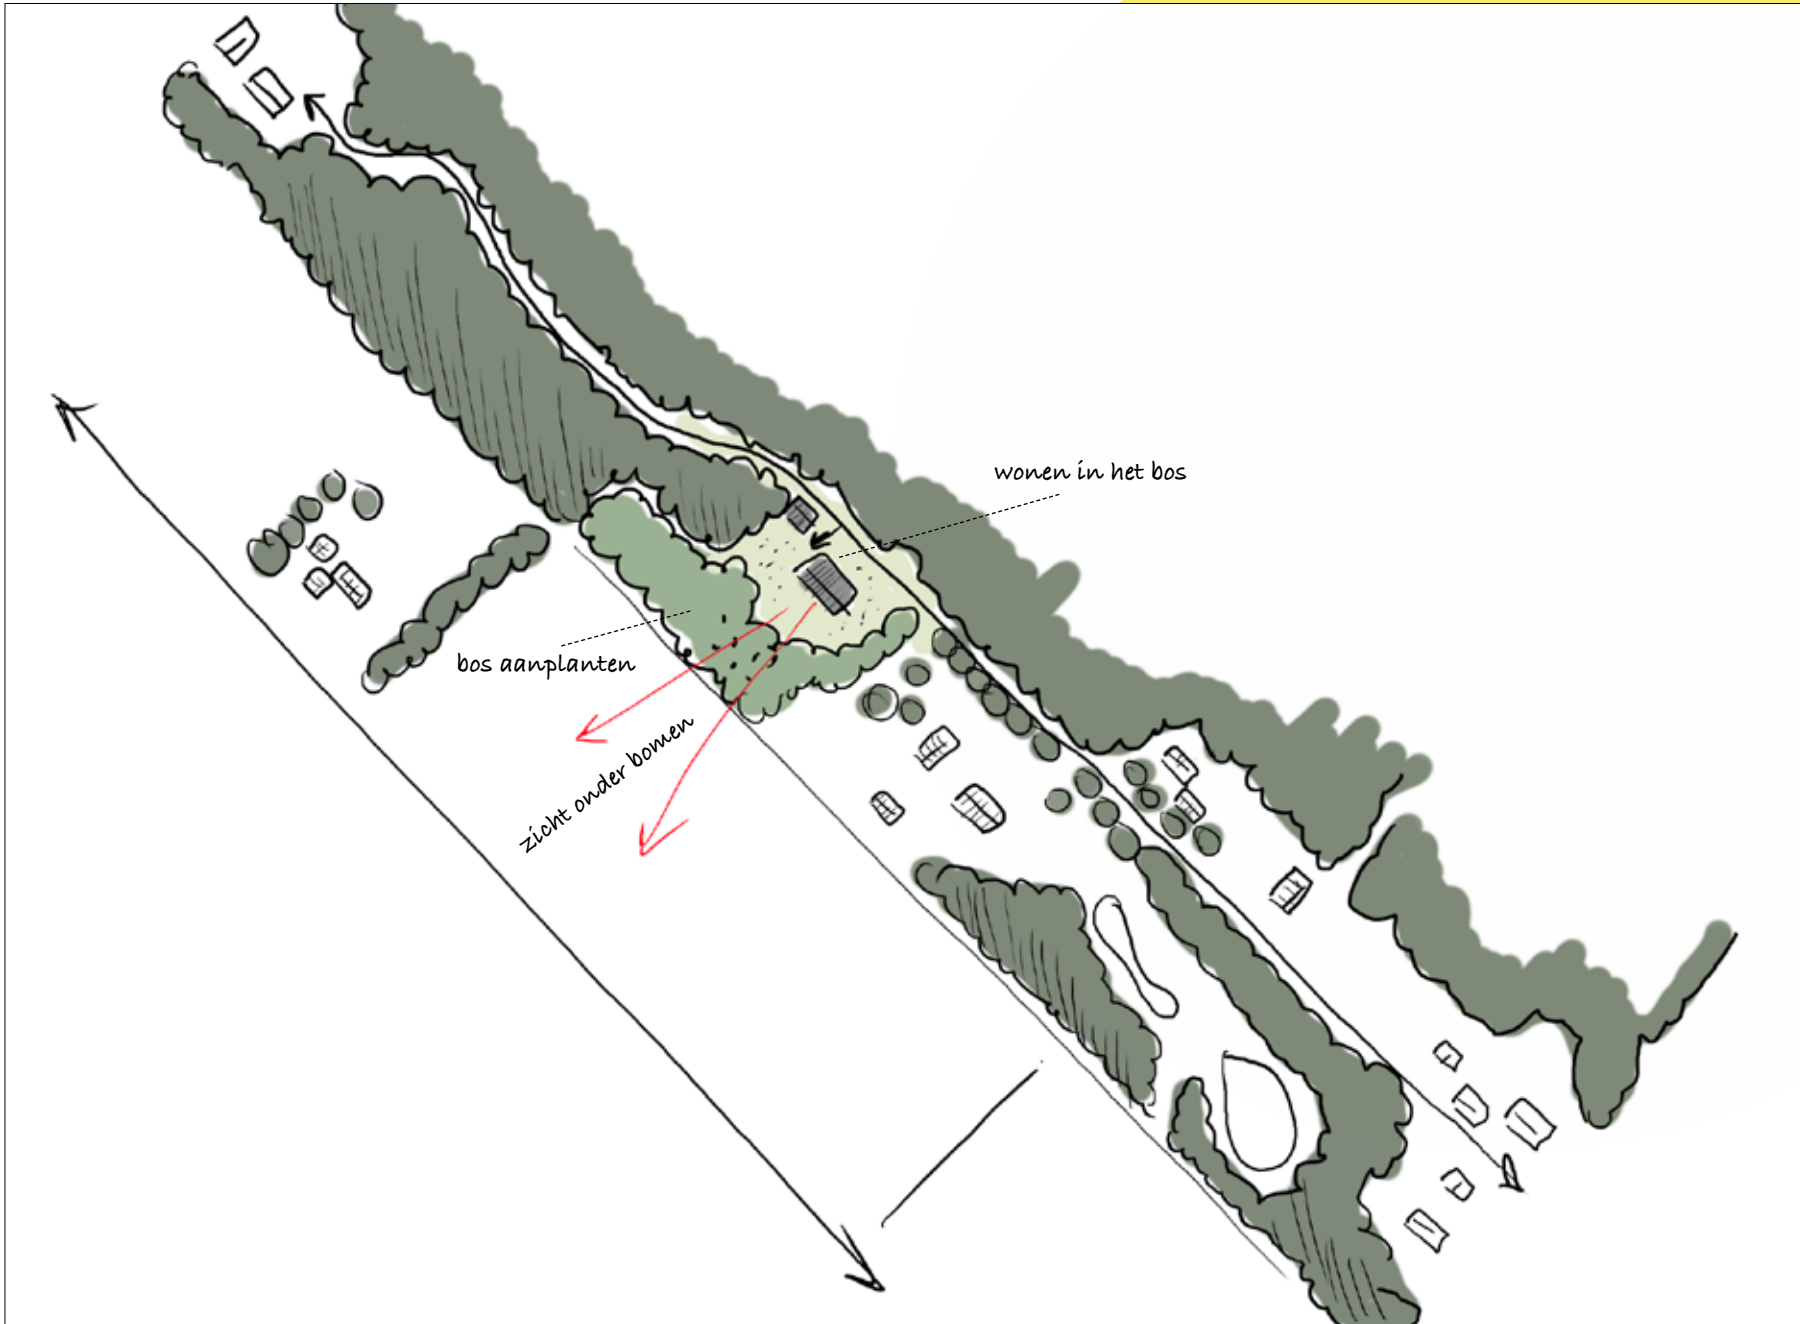 wonen in het bos
bos aanplanten
zicht onder bomen